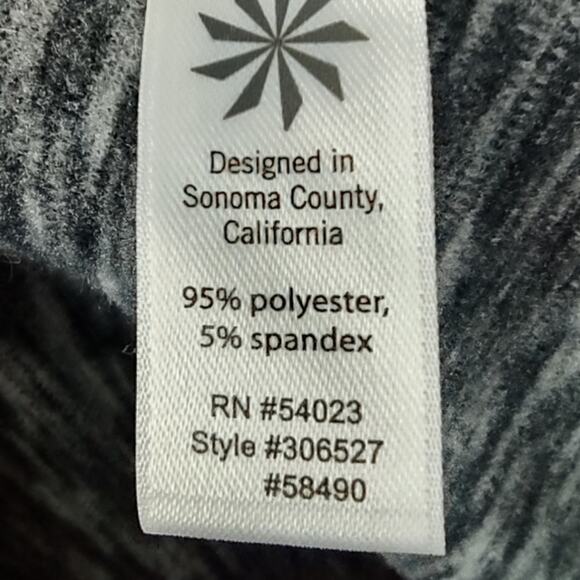 Designed in
Sonoma County,
California
95% polyester,
5% spandex
RN #54023
Style #306527
#58490